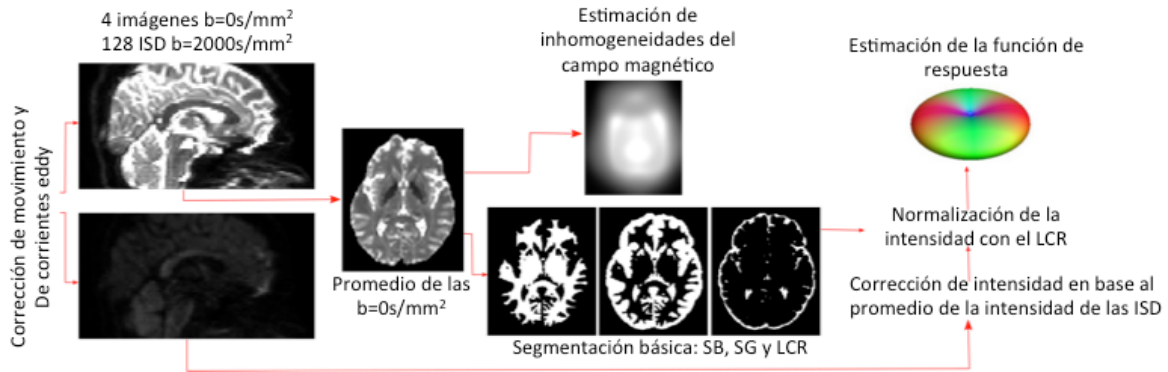 Corrección de movimiento y
De corrientes eddy
4 imágenes b=0s/mm²
128 ISD b=2000s/mm²
Promedio de las
b=0s/mm²
Estimación de
inhomogeneidades del
campo magnético
Segmentación básica: SB, SG y LCR
Estimación de la función de
respuesta
Normalización de la
intensidad con el LCR
Corrección de intensidad en base al
promedio de la intensidad de las ISD